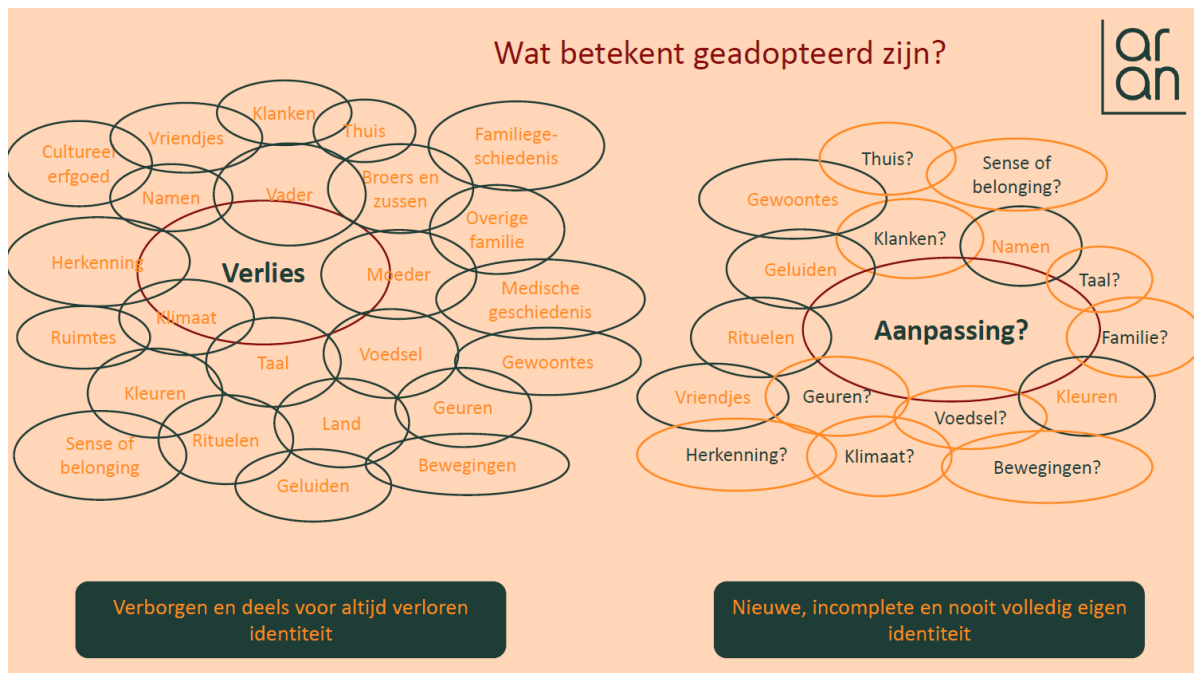 Wat betekent geadopteerd zijn?
ar
an
Klanken
Thuis
Vriendjes
Familiege-
schiedenis
Cultureel
erfgoed
Namen
Vader
Broers en
zussen
Overige
familie
Herkenning
Verlies
Moeder
Medische
geschiedenis
Klimaat
Ruimtes
Taal
Voedsel
Gewoontes
Kleuren
Geuren
Land
Sense of
belonging
Rituelen
Bewegingen
Geluiden
Verborgen en deels voor altijd verloren
identiteit
Thuis?
Sense of
belonging?
Gewoontes
Klanken?
Namen
Geluiden
Taal?
Rituelen
Aanpassing?
Familie?
Vriendjes
Geuren?
Kleuren
Voedsel?
Herkenning?
Klimaat?
Bewegingen?
Nieuwe, incomplete en nooit volledig eigen
identiteit